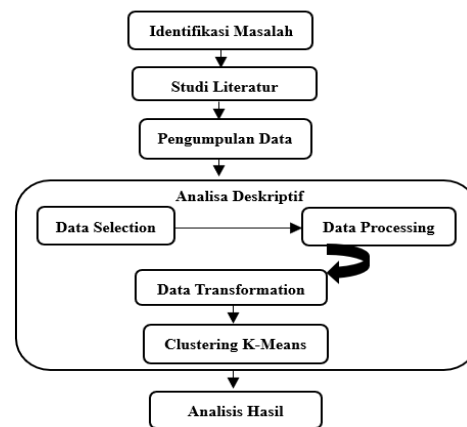 Identifikasi Masalah
Studi Literatur
Pengumpulan Data
Analisa Deskriptif
Data Selection
Data Processing
Data Transformation
Clustering K-Means
Analisis Hasil